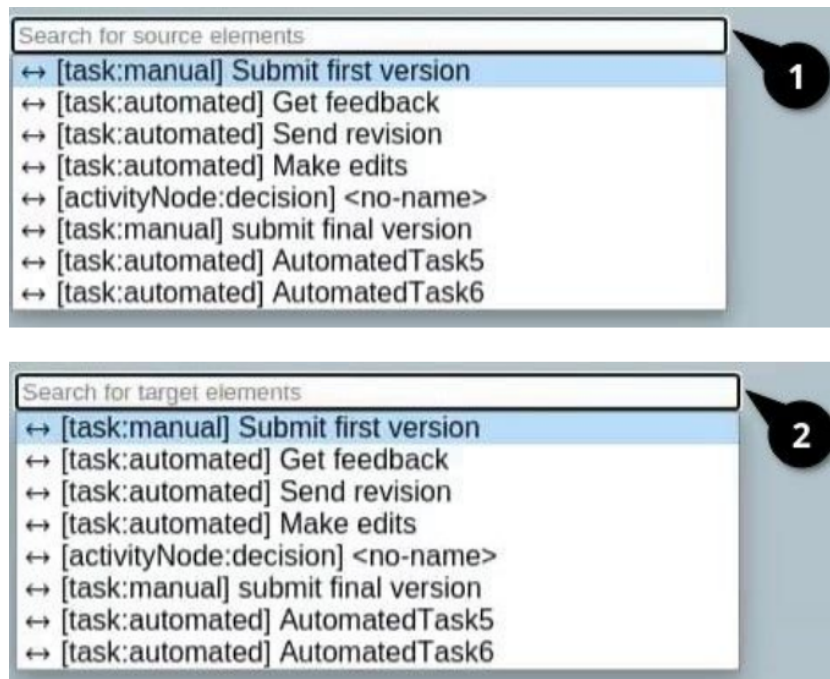 Search for source elements
↔ [task:manual] Submit first version
1
↔ [task:automated] Get feedback
↔ [task:automated] Send revision
↔ [task:automated] Make edits
↔ [activityNode:decision] <no-name>
↔ [task:manual] submit final version
↔ [task:automated] AutomatedTask5
↔ [task:automated] AutomatedTask6
Search for target elements
↔ [task:manual] Submit first version
2
↔ [task:automated] Get feedback
↔ [task:automated] Send revision
↔ [task:automated] Make edits
↔ [activityNode:decision] <no-name>
↔ [task:manual] submit final version
↔ [task:automated] AutomatedTask5
↔ [task:automated] AutomatedTask6